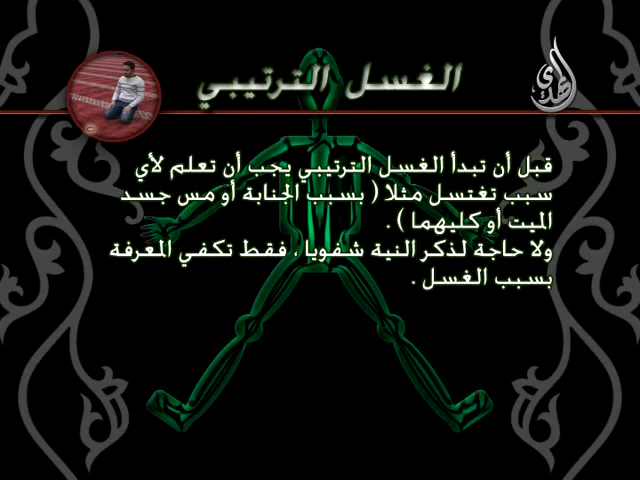 الغسل الترتيبي
الهدى
قبل أن تبدأ الغسل الترتيبي يجب أن تعلم لأي
سبب تغتسل مثلا ( بسبب الجنابة أو مس جسد
الميت أو كليهما ) .
ولا حاجة لذكر النية شفويا ، فقط تكفي المعرفة
بسبب الغسل .